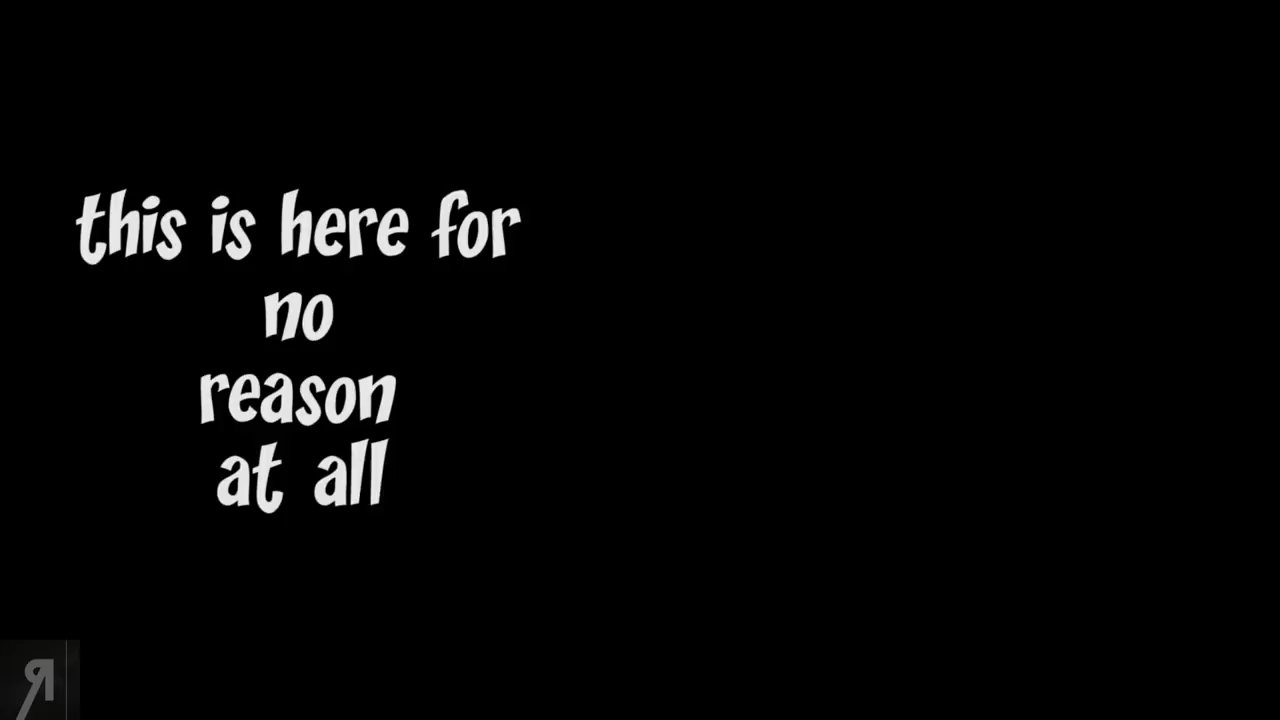 this is here for
no
reason
at all